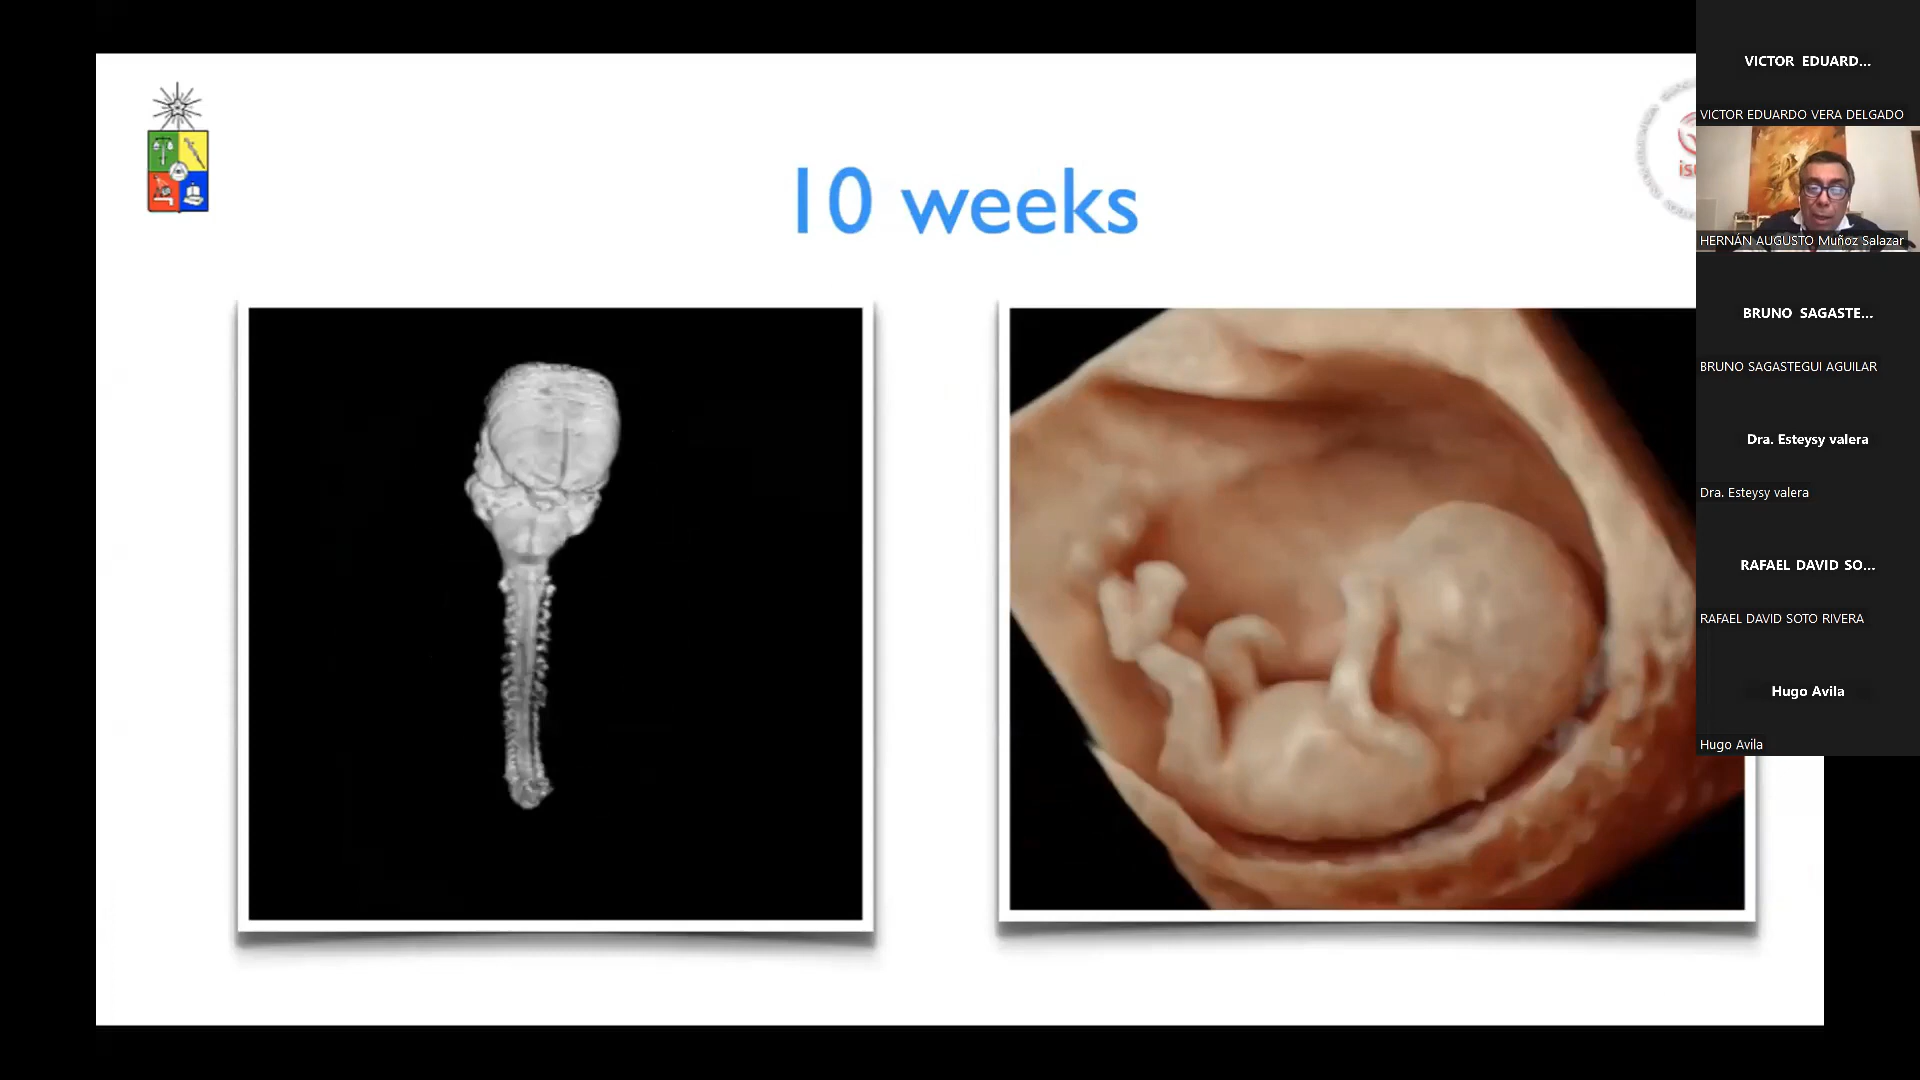 10 weeks
VICTOR EDUARD...
VICTOR EDUARDO VERA DELGADO
HERNÁN AUGUSTO Muñoz Salazar
BRUNO SAGASTE...
BRUNO SAGASTEGUI AGUILAR
Dra. Esteysy valera
Dra. Esteysy valera
RAFAEL DAVID SO...
RAFAEL DAVID SOTO RIVERA
Hugo Avila
Hugo Avila